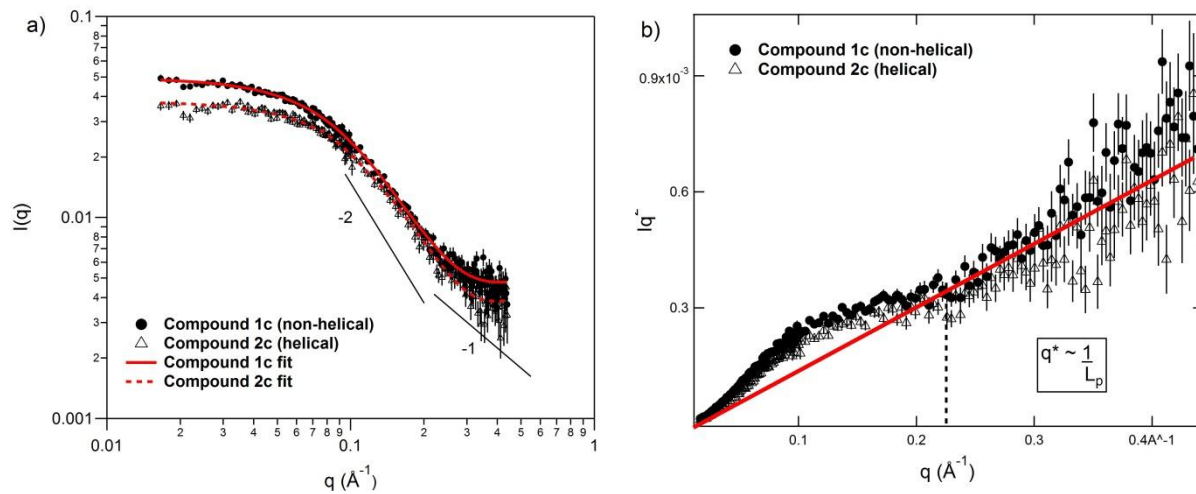 a)
I(q)
0.1
8
7
6
5
4
3
2
0.01
8
7
6
5
4
3
2
0.001
-2
-1
Compound 1c (non-helical)
Compound 2c (helical)
Compound 1c fit
Compound 2c fit
0.01
2
3
4
5
6
7
8
0.1
2
3
4
5
6
7
8
1
q (Å⁻¹)
b)
Compound 1c (non-helical)
Compound 2c (helical)
0.9x10⁻³
0.6
0.3
q* ~ 1
Lp
0.1
0.2
0.3
0.4A^-1
q (Å⁻¹)